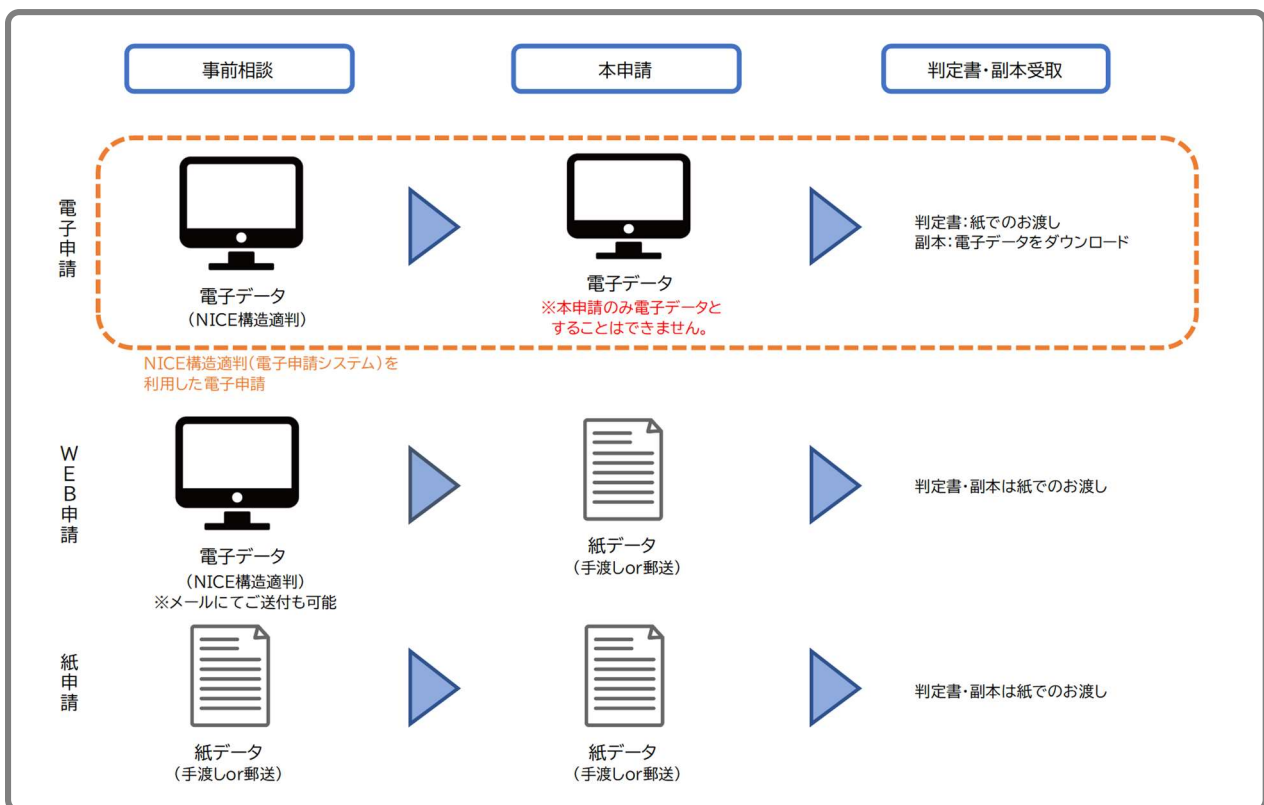 事前相談
本申請
判定書・副本受取
電子申請
電子データ
(NICE構造適判)
電子データ
※本申請のみ電子データと
することはできません。
判定書:紙でのお渡し
副本:電子データをダウンロード
NICE構造適判(電子申請システム)を
利用した電子申請
WEB申請
電子データ
(NICE構造適判)
※メールにてご送付も可能
紙データ
(手渡しor郵送)
判定書・副本は紙でのお渡し
紙申請
紙データ
(手渡しor郵送)
紙データ
(手渡しor郵送)
判定書・副本は紙でのお渡し